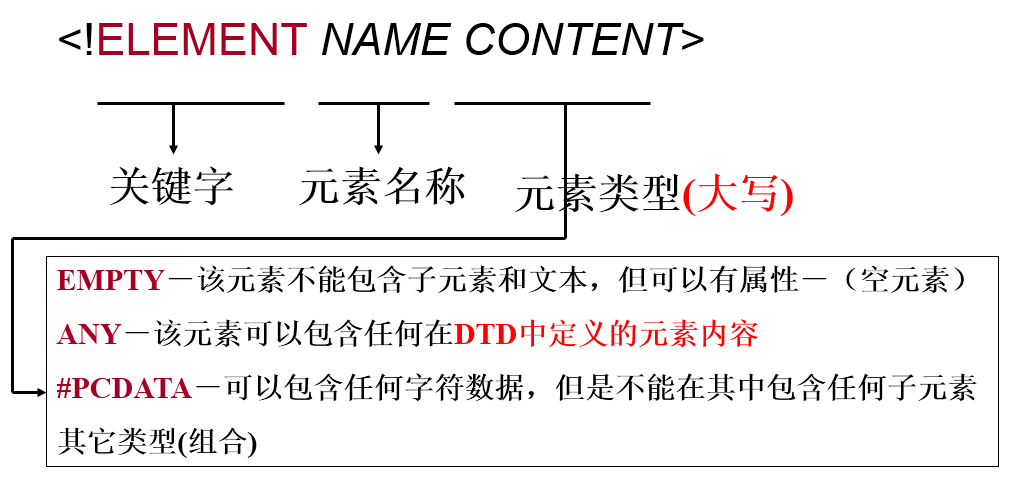 <!ELEMENT NAME CONTENT>
关键字
元素名称
元素类型(大写)
EMPTY－该元素不能包含子元素和文本，但可以有属性－（空元素）
ANY－该元素可以包含任何在DTD中定义的元素内容
#PCDATA－可以包含任何字符数据，但是不能在其中包含任何子元素
其它类型(组合)